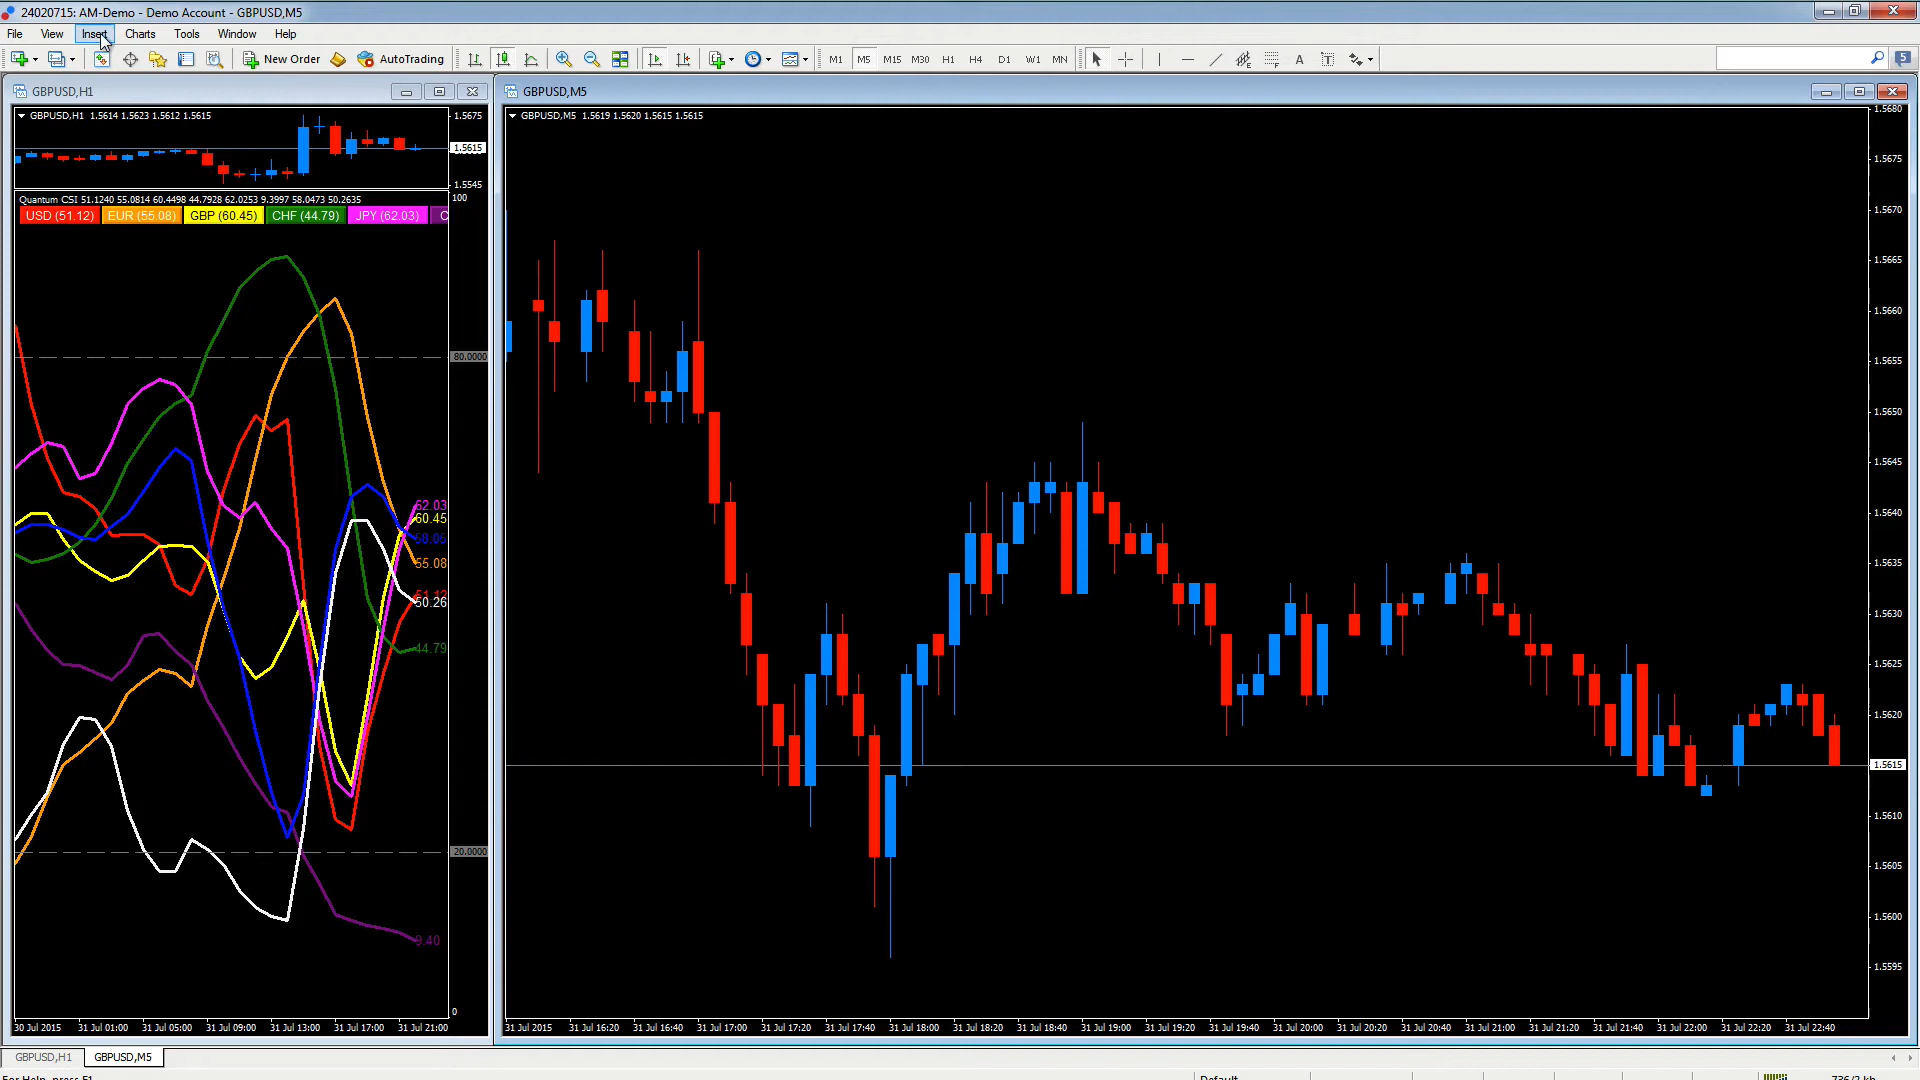 24020715: AM-Demo - Demo Account - GBPUSD,M5
File View Insert Charts Tools Window Help
New Order AutoTrading M1 M5 M15 M30 H1 H4 D1 W1 MN A T 5
GBPUSD,H1
GBPUSD,H1 1.5614 1.5623 1.5612 1.5615
1.5675
1.5615
1.5545
Quantum CSI 51.1240 55.0814 60.4498 44.7928 62.0253 9.3997 58.0473 50.2635
100
USD (51.12) EUR (55.08) GBP (60.45) CHF (44.79) JPY (62.03) C
80.0000
62.03
60.45
58.05
55.08
51.12
50.26
44.79
20.0000
9.40
0
30 Jul 2015 31 Jul 01:00 31 Jul 05:00 31 Jul 09:00 31 Jul 13:00 31 Jul 17:00 31 Jul 21:00
GBPUSD,M5
GBPUSD,M5 1.5619 1.5620 1.5615 1.5615
1.5680
1.5675
1.5670
1.5665
1.5660
1.5655
1.5650
1.5645
1.5640
1.5635
1.5630
1.5625
1.5620
1.5615
1.5610
1.5605
1.5600
1.5595
31 Jul 2015 31 Jul 16:20 31 Jul 16:40 31 Jul 17:00 31 Jul 17:20 31 Jul 17:40 31 Jul 18:00 31 Jul 18:20 31 Jul 18:40 31 Jul 19:00 31 Jul 19:20 31 Jul 19:40 31 Jul 20:00 31 Jul 20:20 31 Jul 20:40 31 Jul 21:00 31 Jul 21:20 31 Jul 21:40 31 Jul 22:00 31 Jul 22:20 31 Jul 22:40
GBPUSD,H1 GBPUSD,M5
For Help, press F1 Default 736/2 kb